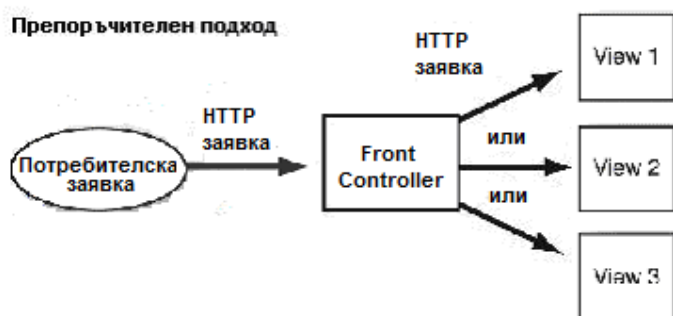 Препоръчителен подход
HTTP
заявка
View 1
HTTP
заявка
или
Потребителска
заявка
Front
Controller
View 2
или
View 3